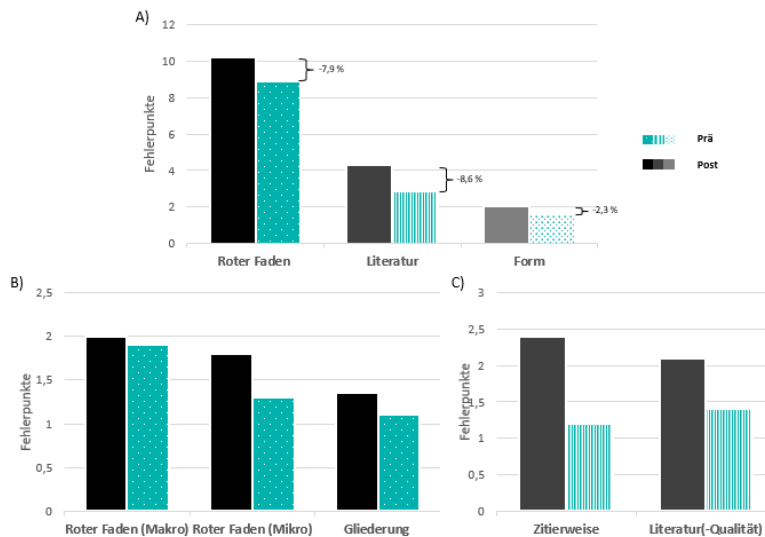 A)
12
10
8
6
4
2
0
Fehlerpunkte
-7,9 %
-8,6 %
-2,3 %
Roter Faden Literatur Form
Prä
Post
B)
2,5
2
1,5
1
0,5
0
Fehlerpunkte
Roter Faden (Makro) Roter Faden (Mikro) Gliederung
C)
3
2,5
2
1,5
1
0,5
0
Fehlerpunkte
Zitierweise Literatur(-Qualität)